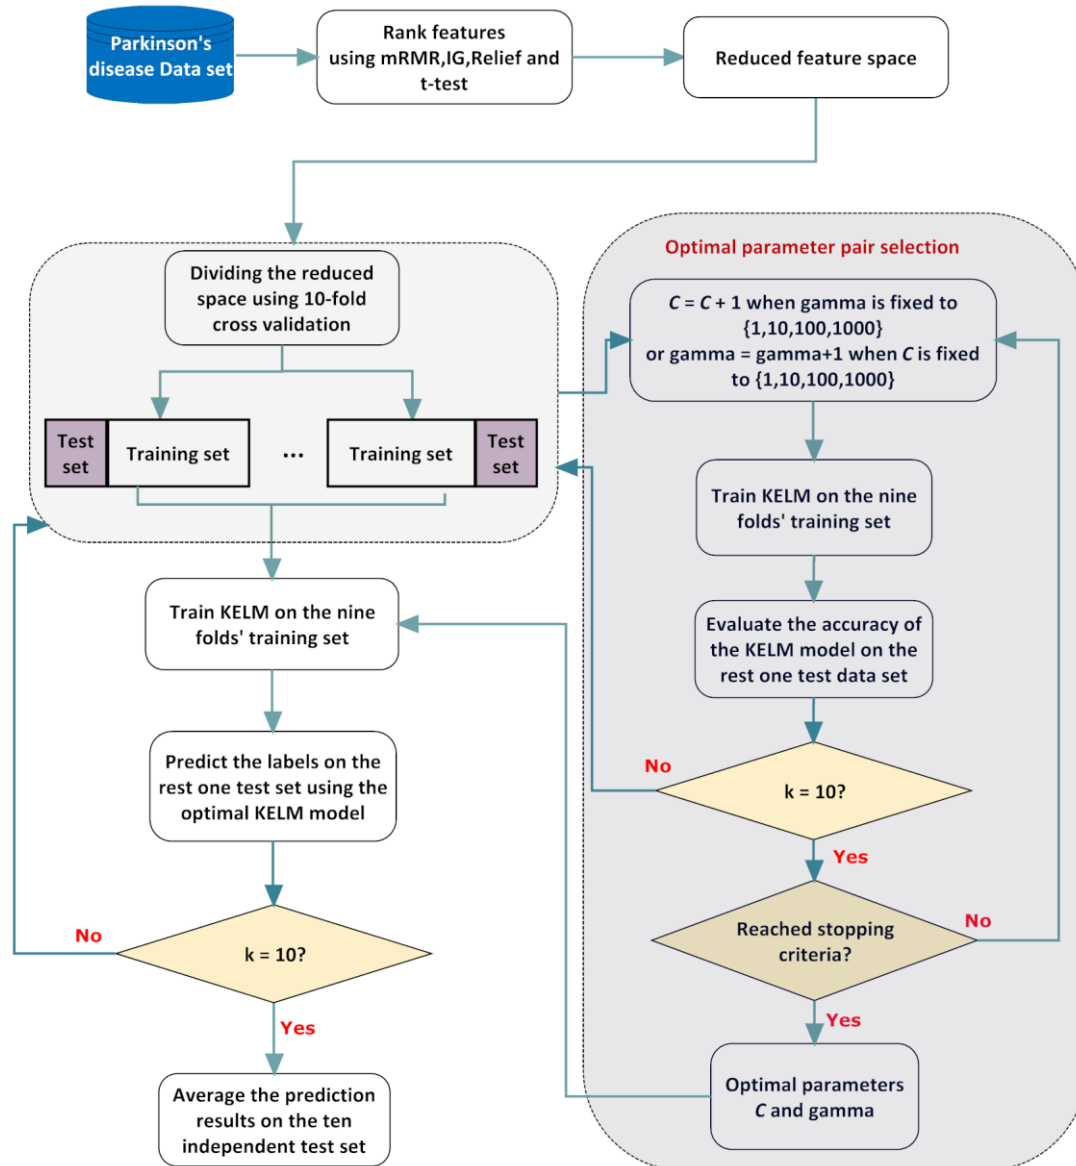 Parkinson's
disease Data set
Rank features
using mRMR,IG,Relief and
t-test
Reduced feature space
Dividing the reduced
space using 10-fold
cross validation
Test
set
Training set
...
Training set
Test
set
Train KELM on the nine
folds' training set
Predict the labels on the
rest one test set using the
optimal KELM model
No
k = 10?
Yes
Average the prediction
results on the ten
independent test set
Optimal parameter pair selection
C = C + 1 when gamma is fixed to
{1,10,100,1000}
or gamma = gamma+1 when C is fixed
to {1,10,100,1000}
Train KELM on the nine
folds' training set
Evaluate the accuracy of
the KELM model on the
rest one test data set
No
k = 10?
Yes
Reached stopping
criteria?
No
Yes
Optimal parameters
C and gamma